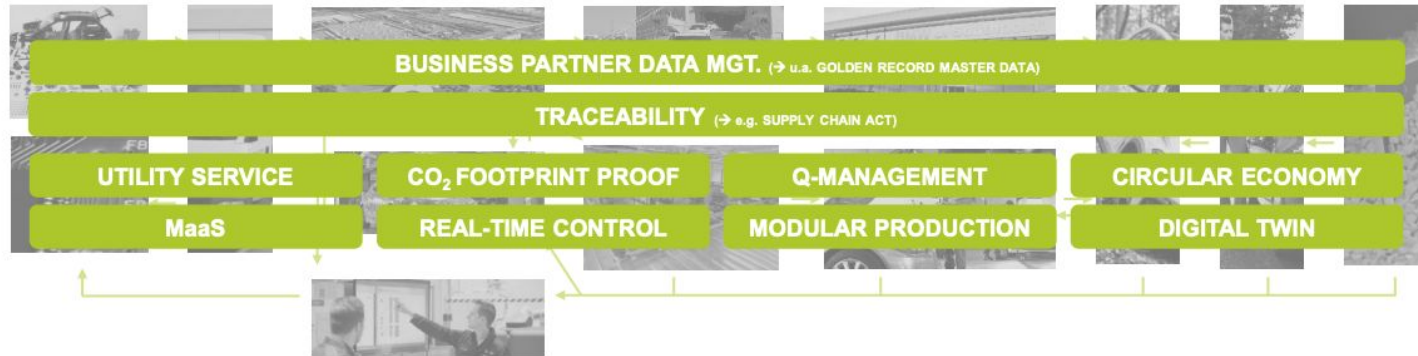 BUSINESS PARTNER DATA MGT. (→ u.a. GOLDEN RECORD MASTER DATA)
TRACEABILITY (→ e.g. SUPPLY CHAIN ACT)
UTILITY SERVICE
CO₂ FOOTPRINT PROOF
Q-MANAGEMENT
CIRCULAR ECONOMY
MaaS
REAL-TIME CONTROL
MODULAR PRODUCTION
DIGITAL TWIN